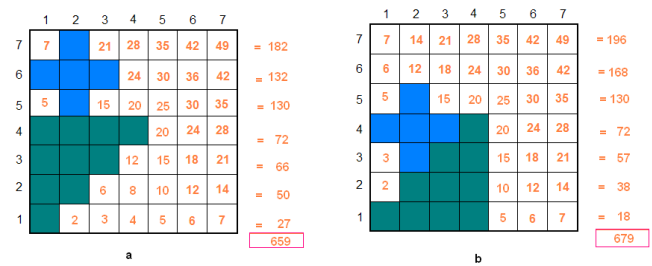 1 2 3 4 5 6 7
7 7 21 28 35 42 49 = 182
6 24 30 36 42 = 132
5 5 15 20 25 30 35 = 130
4 20 24 28 = 72
3 12 15 18 21 = 66
2 6 8 10 12 14 = 50
1 2 3 4 5 6 7 = 27
659
a
1 2 3 4 5 6 7
7 7 14 21 28 35 42 49 = 196
6 6 12 18 24 30 36 42 = 168
5 5 15 20 25 30 35 = 130
4 20 24 28 = 72
3 3 15 18 21 = 57
2 2 10 12 14 = 38
1 5 6 7 = 18
679
b